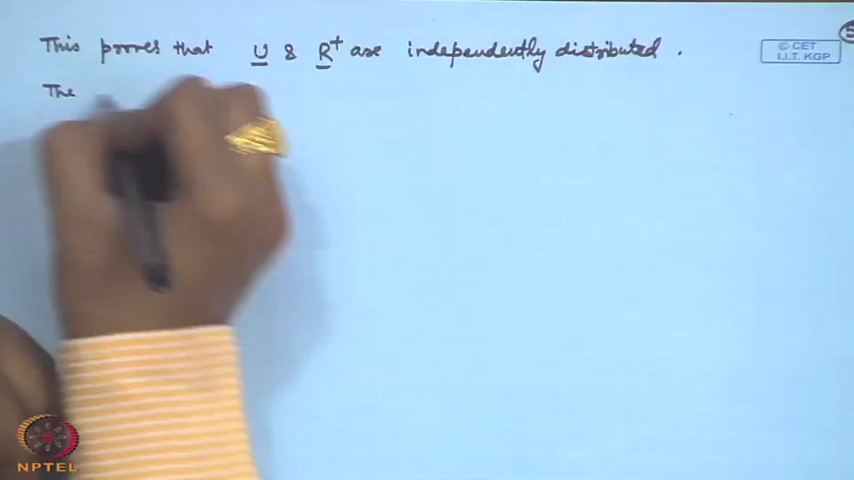 This proves that U & R+ are independently distributed.
© CET
I.I.T. KGP
The
NPTEL